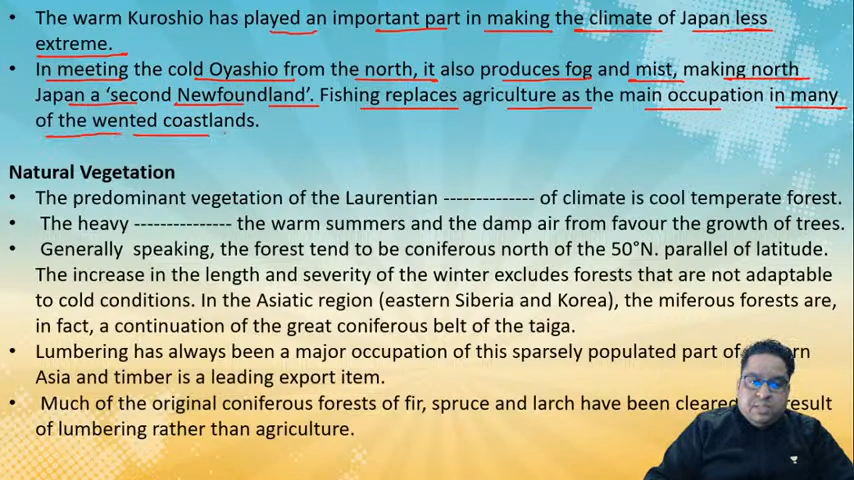 • The warm Kuroshio has played an important part in making the climate of Japan less
extreme.
• In meeting the cold Oyashio from the north, it also produces fog and mist, making north
Japan a ‘second Newfoundland’. Fishing replaces agriculture as the main occupation in many
of the wented coastlands.
Natural Vegetation
• The predominant vegetation of the Laurentian -------------- of climate is cool temperate forest.
• The heavy --------------- the warm summers and the damp air from favour the growth of trees.
• Generally speaking, the forest tend to be coniferous north of the 50°N. parallel of latitude.
The increase in the length and severity of the winter excludes forests that are not adaptable
to cold conditions. In the Asiatic region (eastern Siberia and Korea), the miferous forests are,
in fact, a continuation of the great coniferous belt of the taiga.
• Lumbering has always been a major occupation of this sparsely populated part of
Asia and timber is a leading export item.
• Much of the original coniferous forests of fir, spruce and larch have been cleared result
of lumbering rather than agriculture.